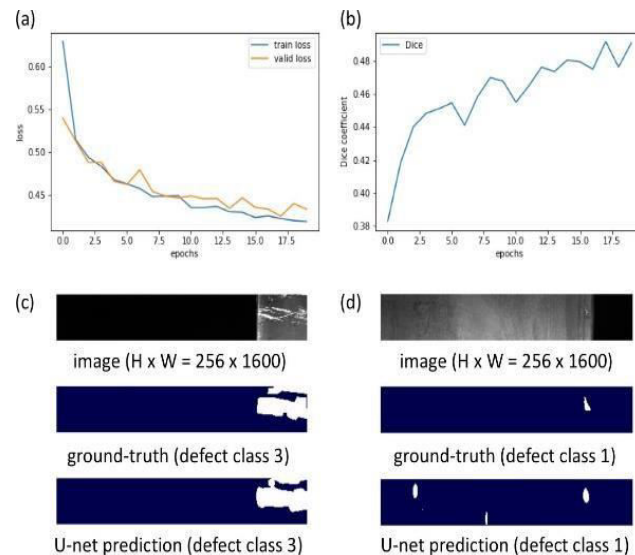 (a)
train loss
valid loss
0.60
0.55
0.50
0.45
loss
0.0 2.5 5.0 7.5 10.0 12.5 15.0 17.5
epochs
(b)
Dice
0.48
0.46
0.44
0.42
0.40
0.38
Dice coefficient
0.0 2.5 5.0 7.5 10.0 12.5 15.0 17.5
epochs
(c)
image (H x W = 256 x 1600)
ground-truth (defect class 3)
U-net prediction (defect class 3)
(d)
image (H x W = 256 x 1600)
ground-truth (defect class 1)
U-net prediction (defect class 1)